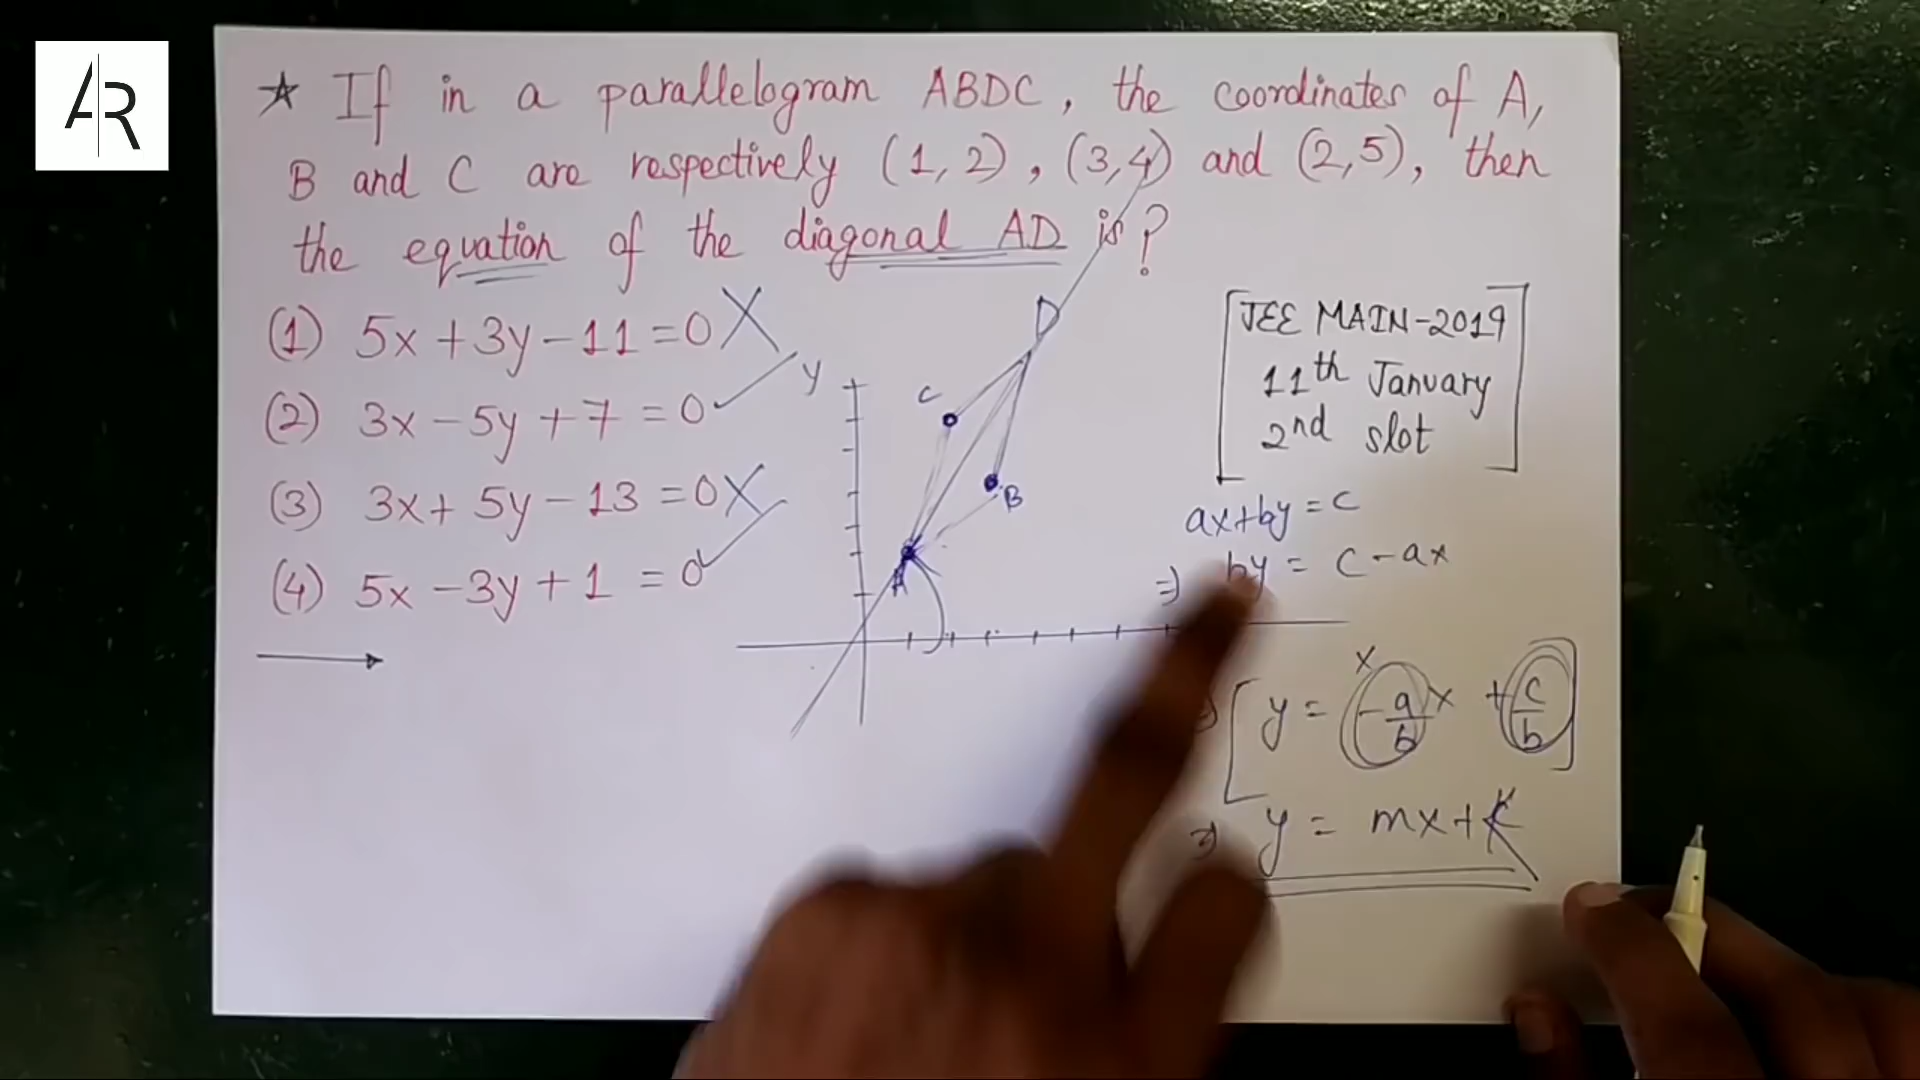 AR
☆ If in a parallelogram ABDC, the coordinates of A,
B and C are respectively (1, 2), (3,4) and (2,5), then
the equation of the diagonal AD is?
(1) 5x + 3y - 11 = 0 X
(2) 3x - 5y + 7 = 0 ✓
(3) 3x + 5y - 13 = 0 X
(4) 5x - 3y + 1 = 0 ✓
y
D
C
B
A
[JEE MAIN-2019
11th January
2nd slot]
ax+by = c
⇒ by = c - ax
[y = -a/b x + c/b]
x
⇒ y = mx + K